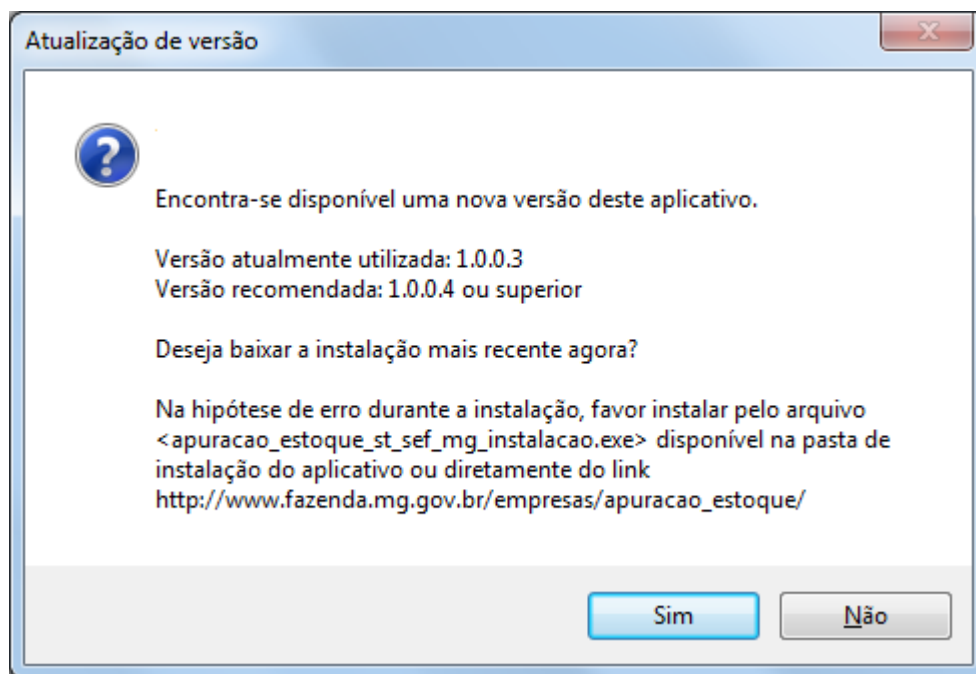 Atualização de versão
Encontra-se disponível uma nova versão deste aplicativo.
Versão atualmente utilizada: 1.0.0.3
Versão recomendada: 1.0.0.4 ou superior
Deseja baixar a instalação mais recente agora?
Na hipótese de erro durante a instalação, favor instalar pelo arquivo
<apuracao_estoque_st_sef_mg_instalacao.exe> disponível na pasta de
instalação do aplicativo ou diretamente do link
http://www.fazenda.mg.gov.br/empresas/apuracao_estoque/
Sim
Não